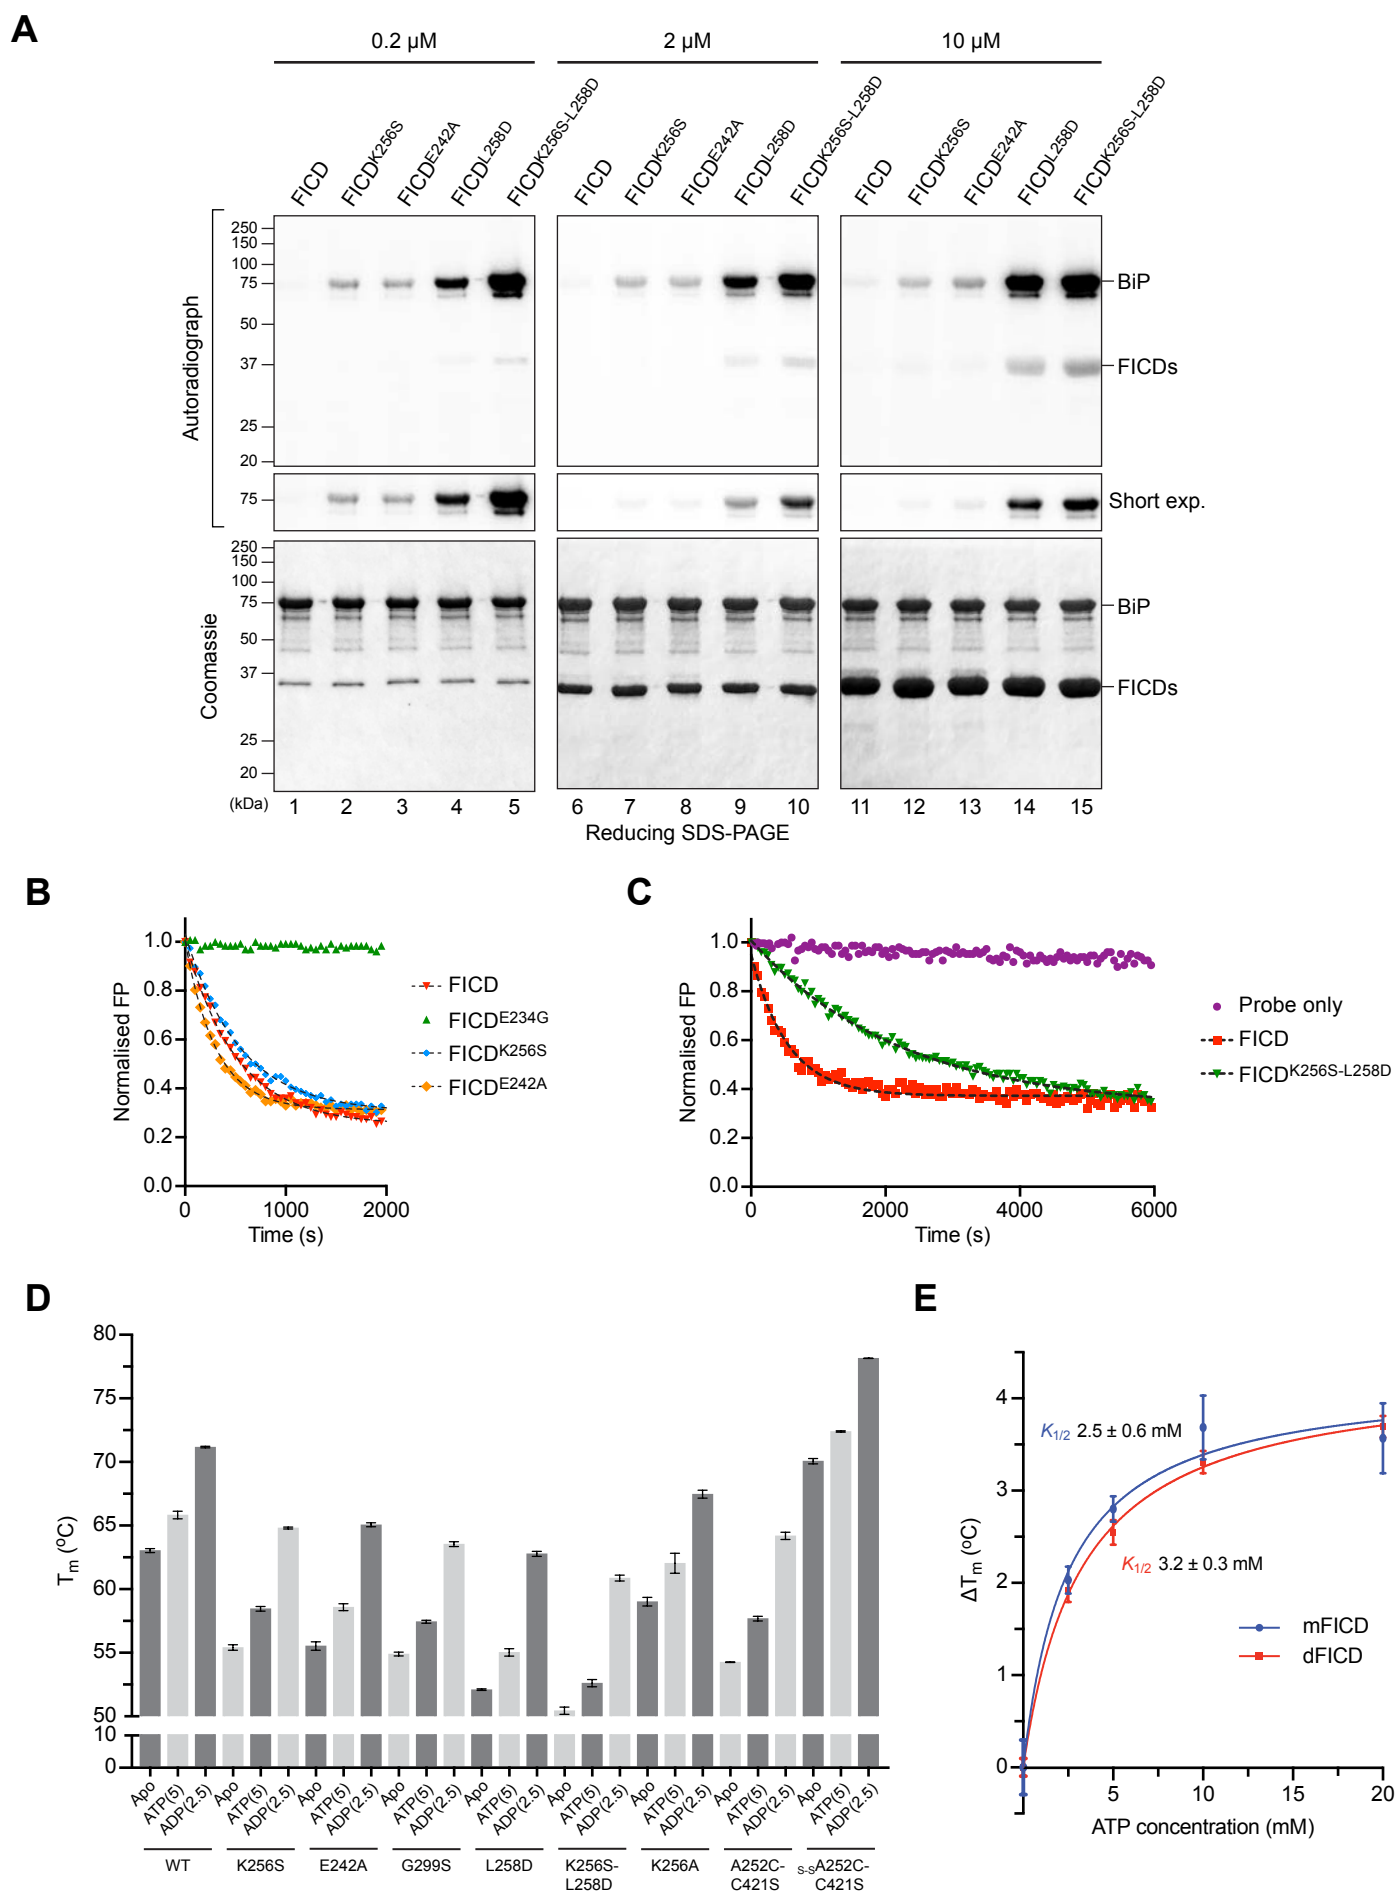 A
0.2 µM
2 µM
10 µM
FICD
FICDK256S
FICDE242A
FICDL258D
FICDK256S-L258D
FICD
FICDK256S
FICDE242A
FICDL258D
FICDK256S-L258D
FICD
FICDK256S
FICDE242A
FICDL258D
FICDK256S-L258D
Autoradiograph
250
150
100
75
50
37
25
20
BiP
FICDs
75
Short exp.
Coomassie
250
150
100
75
50
37
25
20
BiP
FICDs
(kDa)
1 2 3 4 5 6 7 8 9 10 11 12 13 14 15
Reducing SDS-PAGE
B
Normalised FP
1.0
0.8
0.6
0.4
0.2
0.0
0 1000 2000
Time (s)
FICD
FICDE234G
FICDK256S
FICDE242A
C
Normalised FP
1.0
0.8
0.6
0.4
0.2
0.0
0 2000 4000 6000
Time (s)
Probe only
FICD
FICDK256S-L258D
D
Tm (oC)
80
75
70
65
60
55
50
10
0
Apo ATP(5) ADP(2.5) Apo ATP(5) ADP(2.5) Apo ATP(5) ADP(2.5) Apo ATP(5) ADP(2.5) Apo ATP(5) ADP(2.5) Apo ATP(5) ADP(2.5) Apo ATP(5) ADP(2.5) Apo ATP(5) ADP(2.5) Apo ATP(5) ADP(2.5)
WT
K256S
E242A
G299S
L258D
K256S-
L258D
K256A
A252C-
C421S
s-sA252C-
C421S
E
ΔTm (oC)
4
3
2
1
0
K1/2 2.5 ± 0.6 mM
K1/2 3.2 ± 0.3 mM
mFICD
dFICD
5 10 15 20
ATP concentration (mM)